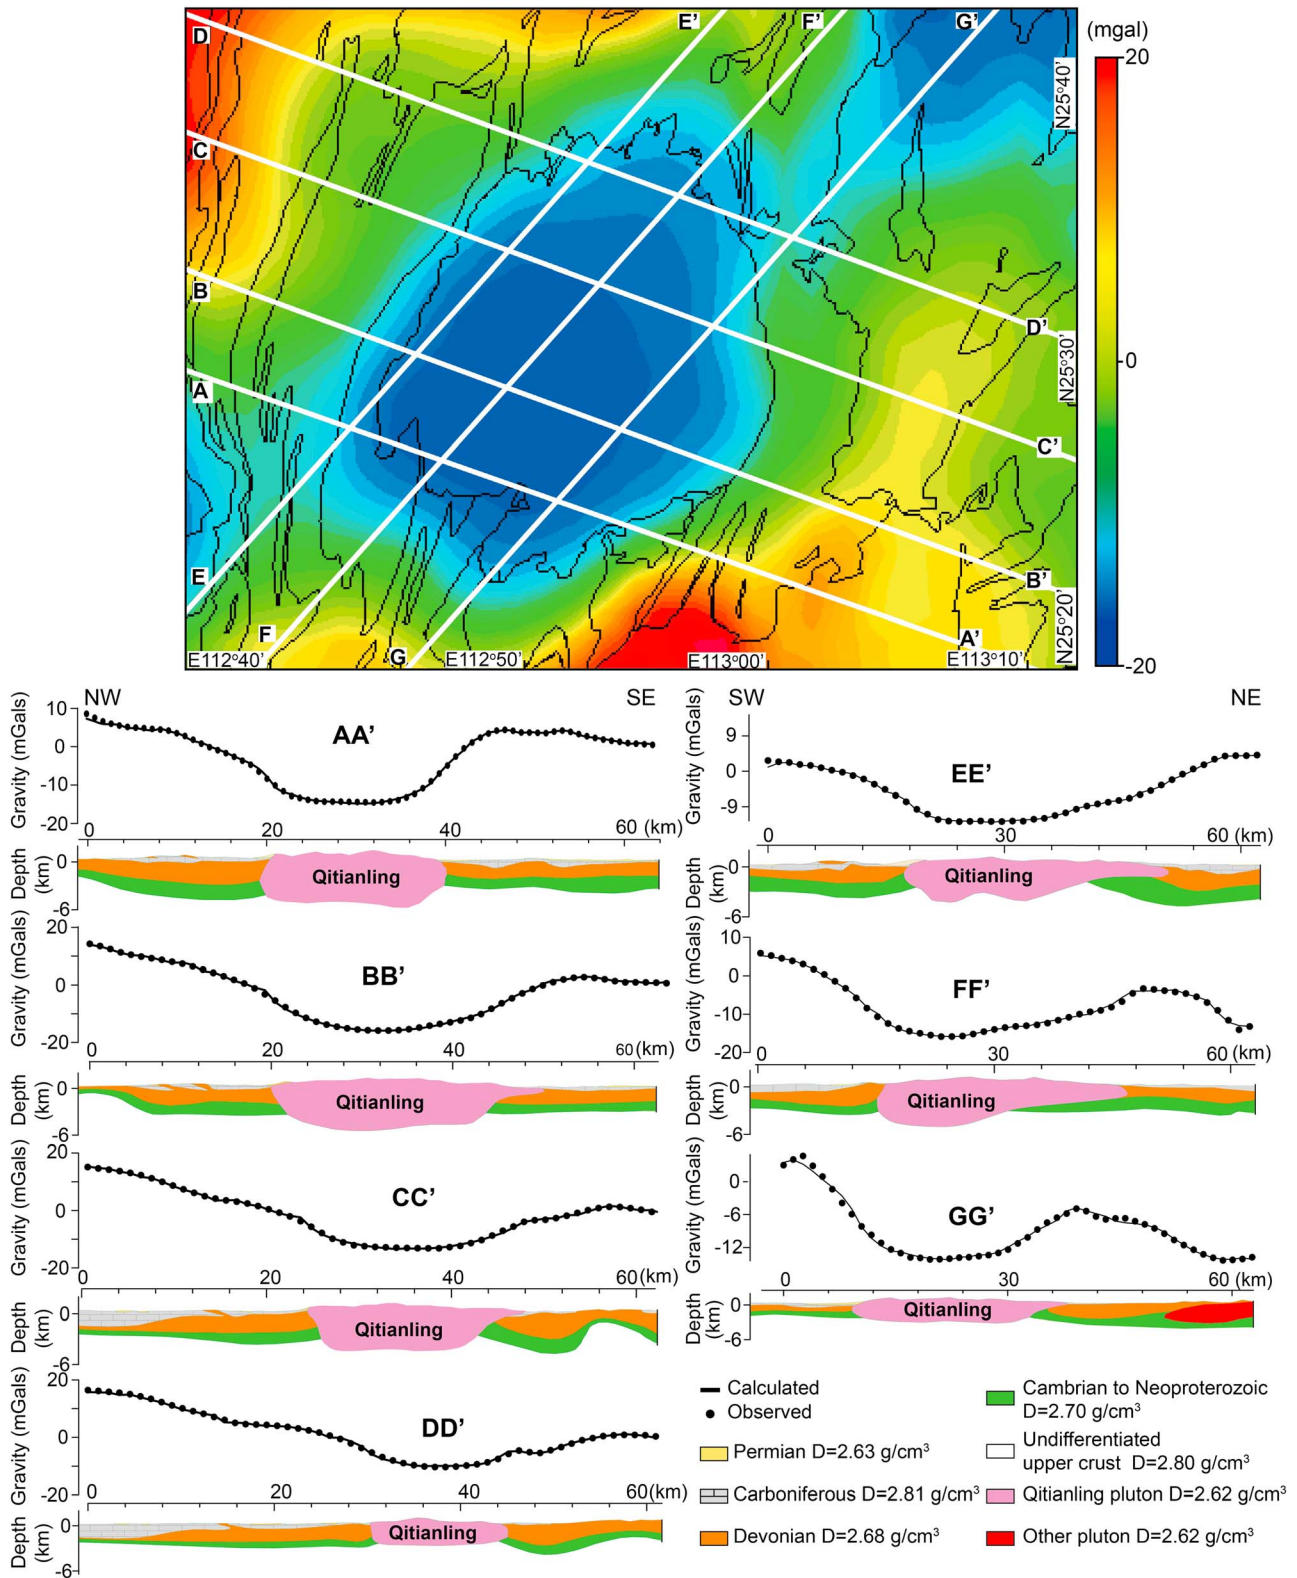 D
E’
F’
G’
(mgal)
20
N25°40’
C
B
D’
N25°30’
0
A
C’
E
B’
F
A’
N25°20’
G
E112°40’
E112°50’
E113°00’
E113°10’
-20
NW
SE
Gravity (mGals)
10
0
-10
-20
AA’
0
20
40
60 (km)
Depth (km)
0
-6
Qitianling
Gravity (mGals)
20
0
-20
BB’
0
20
40
60 (km)
Depth (km)
0
-6
Qitianling
Gravity (mGals)
20
0
-20
CC’
0
20
40
60 (km)
Depth (km)
0
-6
Qitianling
Gravity (mGals)
20
0
-20
DD’
0
20
40
60 (km)
Depth (km)
0
-6
Qitianling
SW
NE
Gravity (mGals)
9
0
-9
EE’
0
30
60 (km)
Depth (km)
0
-6
Qitianling
Gravity (mGals)
10
0
-10
-20
FF’
0
30
60 (km)
Depth (km)
0
-6
Qitianling
Gravity (mGals)
0
-6
-12
GG’
0
30
60 (km)
Depth (km)
0
-6
Qitianling
Calculated
Observed
Permian D=2.63 g/cm³
Carboniferous D=2.81 g/cm³
Devonian D=2.68 g/cm³
Cambrian to Neoproterozoic
D=2.70 g/cm³
Undifferentiated
upper crust D=2.80 g/cm³
Qitianling pluton D=2.62 g/cm³
Other pluton D=2.62 g/cm³